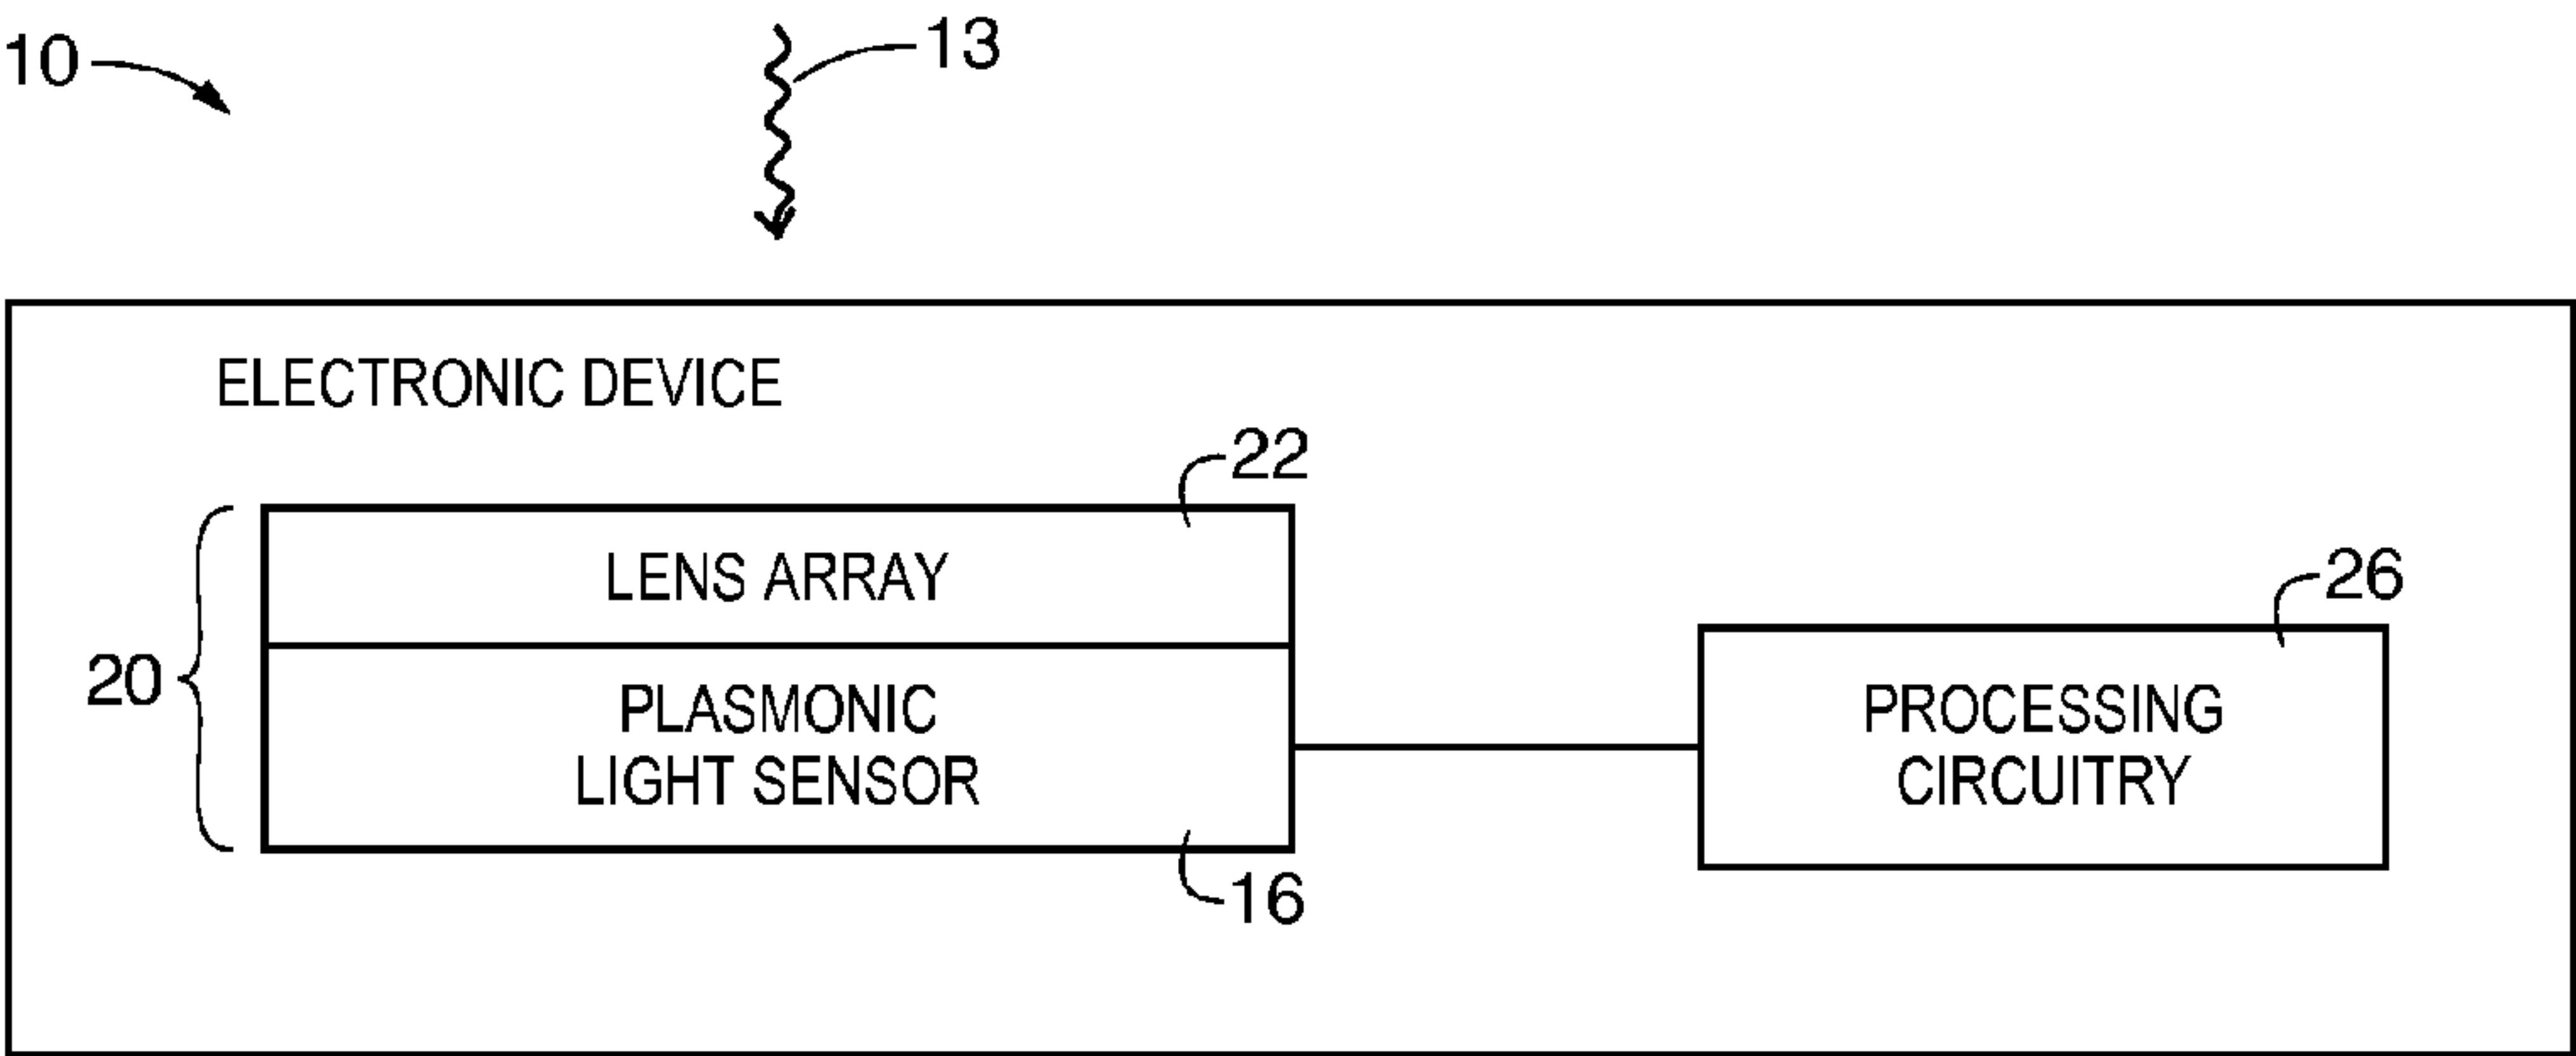 10
13
ELECTRONIC DEVICE
22
LENS ARRAY
26
20
PLASMONIC
LIGHT SENSOR
PROCESSING
CIRCUITRY
16